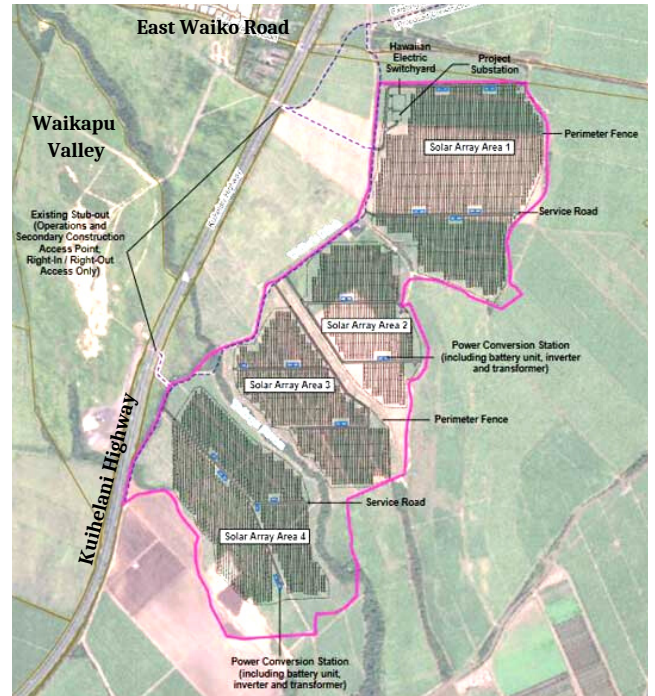 East Waiko Road
Hawaiian
Electric
Switchyard
Project
Substation
Waikapu
Valley
Solar Array Area 1
Perimeter Fence
Kuihelani Highway
Service Road
Existing Stub-out
(Operations and
Secondary Construction
Access Point,
Right-In / Right-Out
Access Only)
Solar Array Area 2
Power Conversion Station
(including battery unit, inverter
and transformer)
Solar Array Area 3
Perimeter Fence
Kuihelani Highway
Service Road
Solar Array Area 4
Power Conversion Station
(including battery unit,
inverter and transformer)